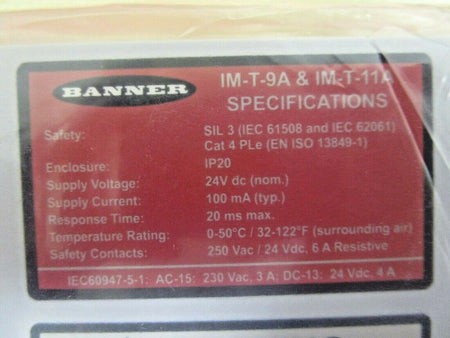 BANNER
IM-T-9A & IM-T-11A
SPECIFICATIONS
Safety: SIL 3 (IEC 61508 and IEC 62061)
Cat 4 PLe (EN ISO 13849-1)
Enclosure: IP20
Supply Voltage: 24V dc (nom.)
Supply Current: 100 mA (typ.)
Response Time: 20 ms max.
Temperature Rating: 0-50°C / 32-122°F (surrounding air)
Safety Contacts: 250 Vac / 24 Vdc, 6 A Resistive
IEC60947-5-1: AC-15: 230 Vac, 3 A: DC-13: 24 Vdc, 4 A